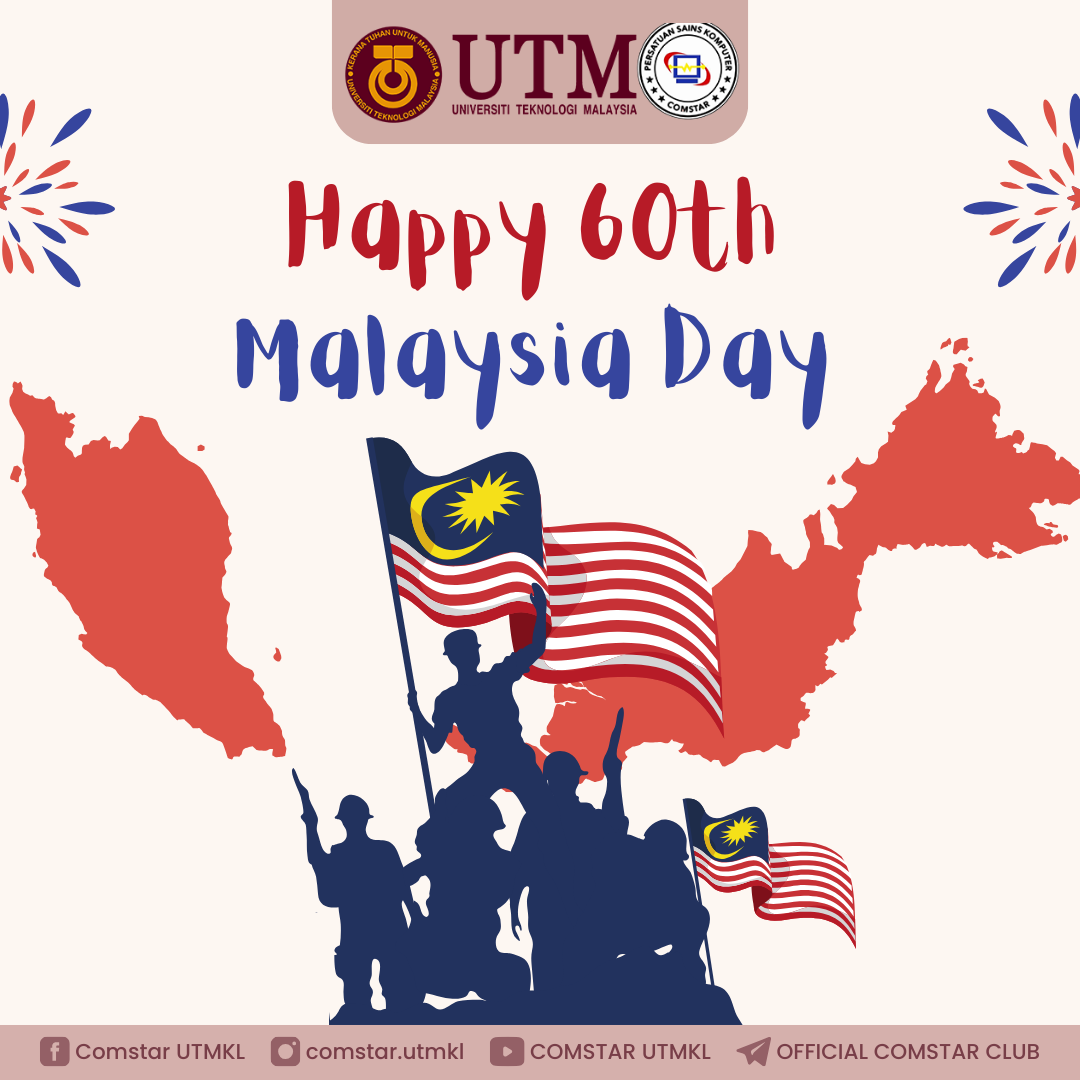 KERANA TUHAN UNTUK MANUSIA
UNIVERSITI TEKNOLOGI MALAYSIA
UTM
UNIVERSITI TEKNOLOGI MALAYSIA
PERSATUAN SAINS KOMPUTER
COMSTAR
Happy 60th
Malaysia Day
Comstar UTMKL
comstar.utmkl
COMSTAR UTMKL
OFFICIAL COMSTAR CLUB